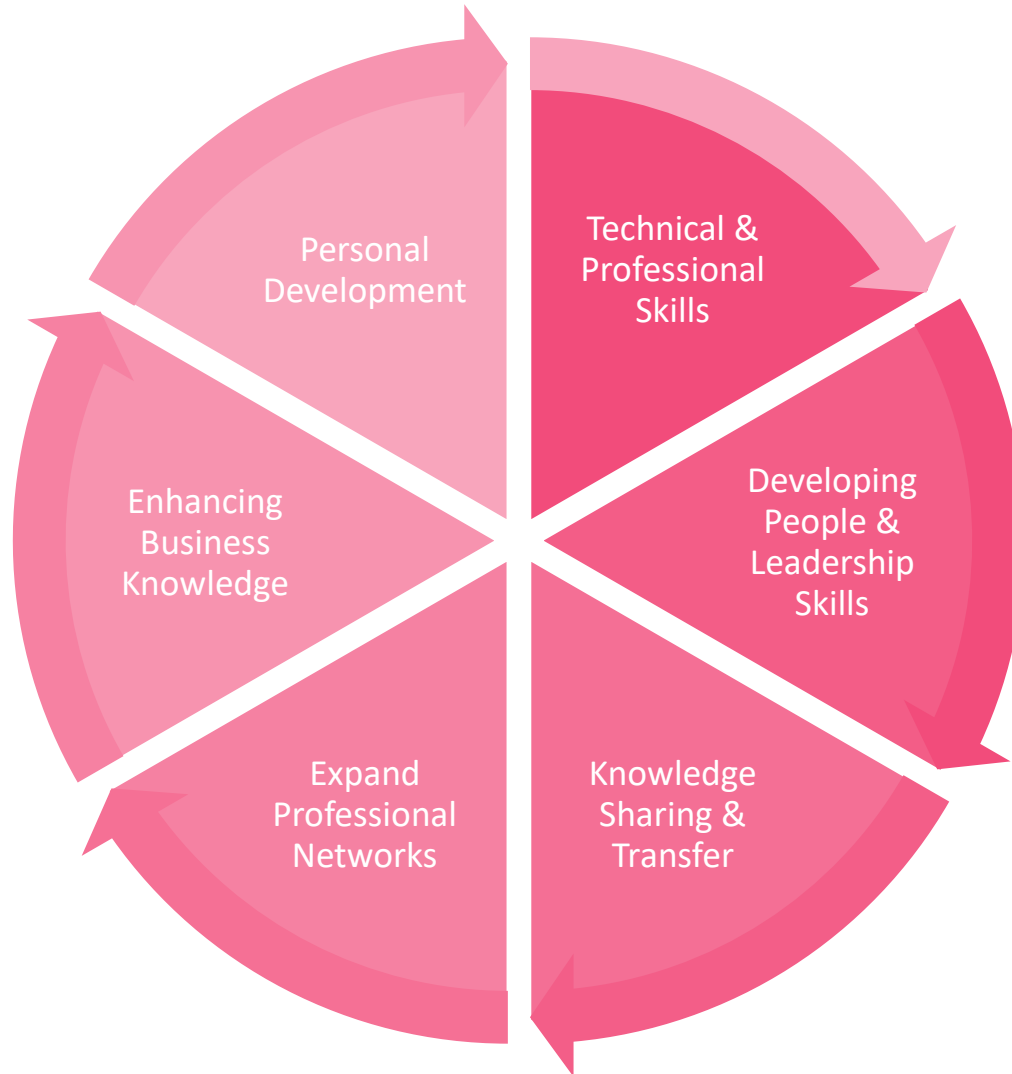 Technical &
Professional
Skills
Developing
People &
Leadership
Skills
Knowledge
Sharing &
Transfer
Expand
Professional
Networks
Enhancing
Business
Knowledge
Personal
Development